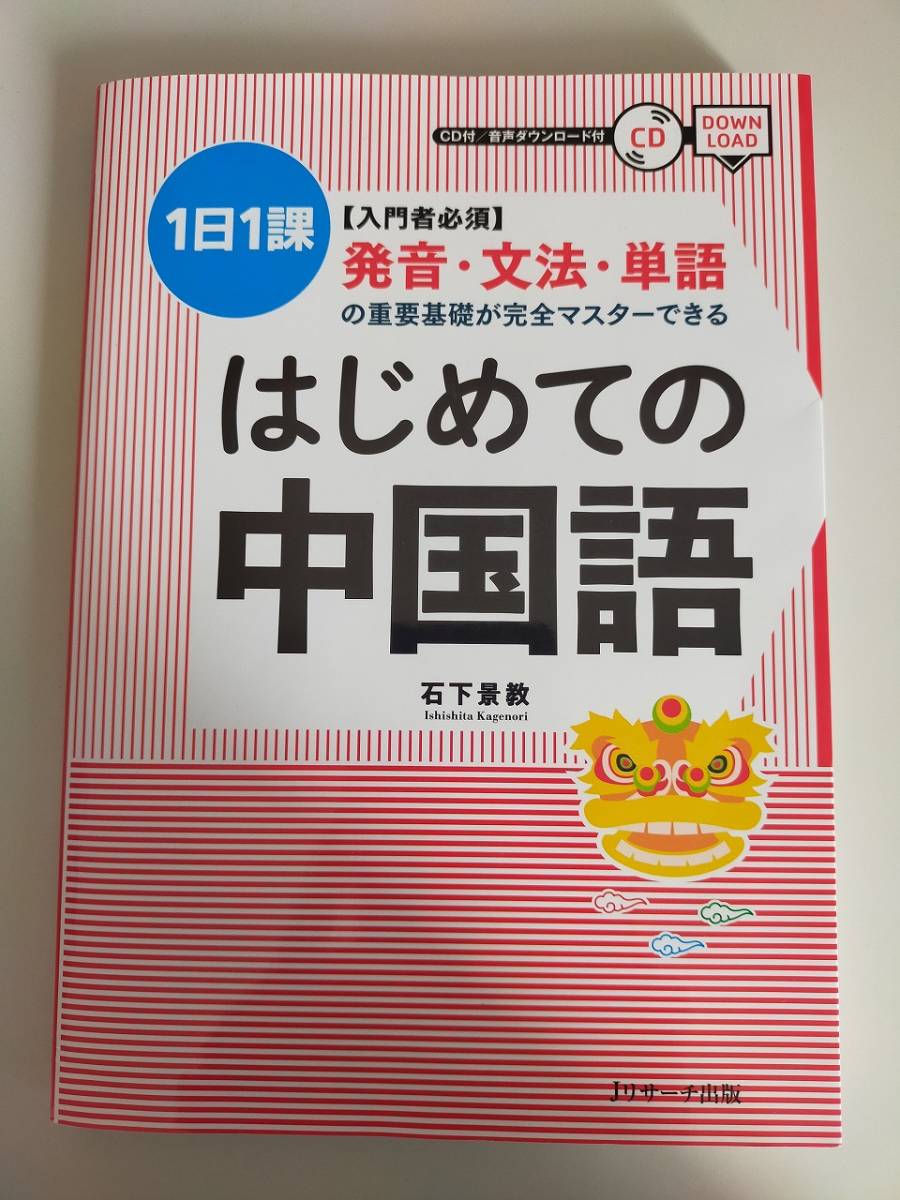 CD付／音声ダウンロード付
CD
DOWN
LOAD
1日1課
【入門者必須】
発音・文法・単語
の重要基礎が完全マスターできる
はじめての
中国語
石下景教
Ishishita Kagenori
Jリサーチ出版